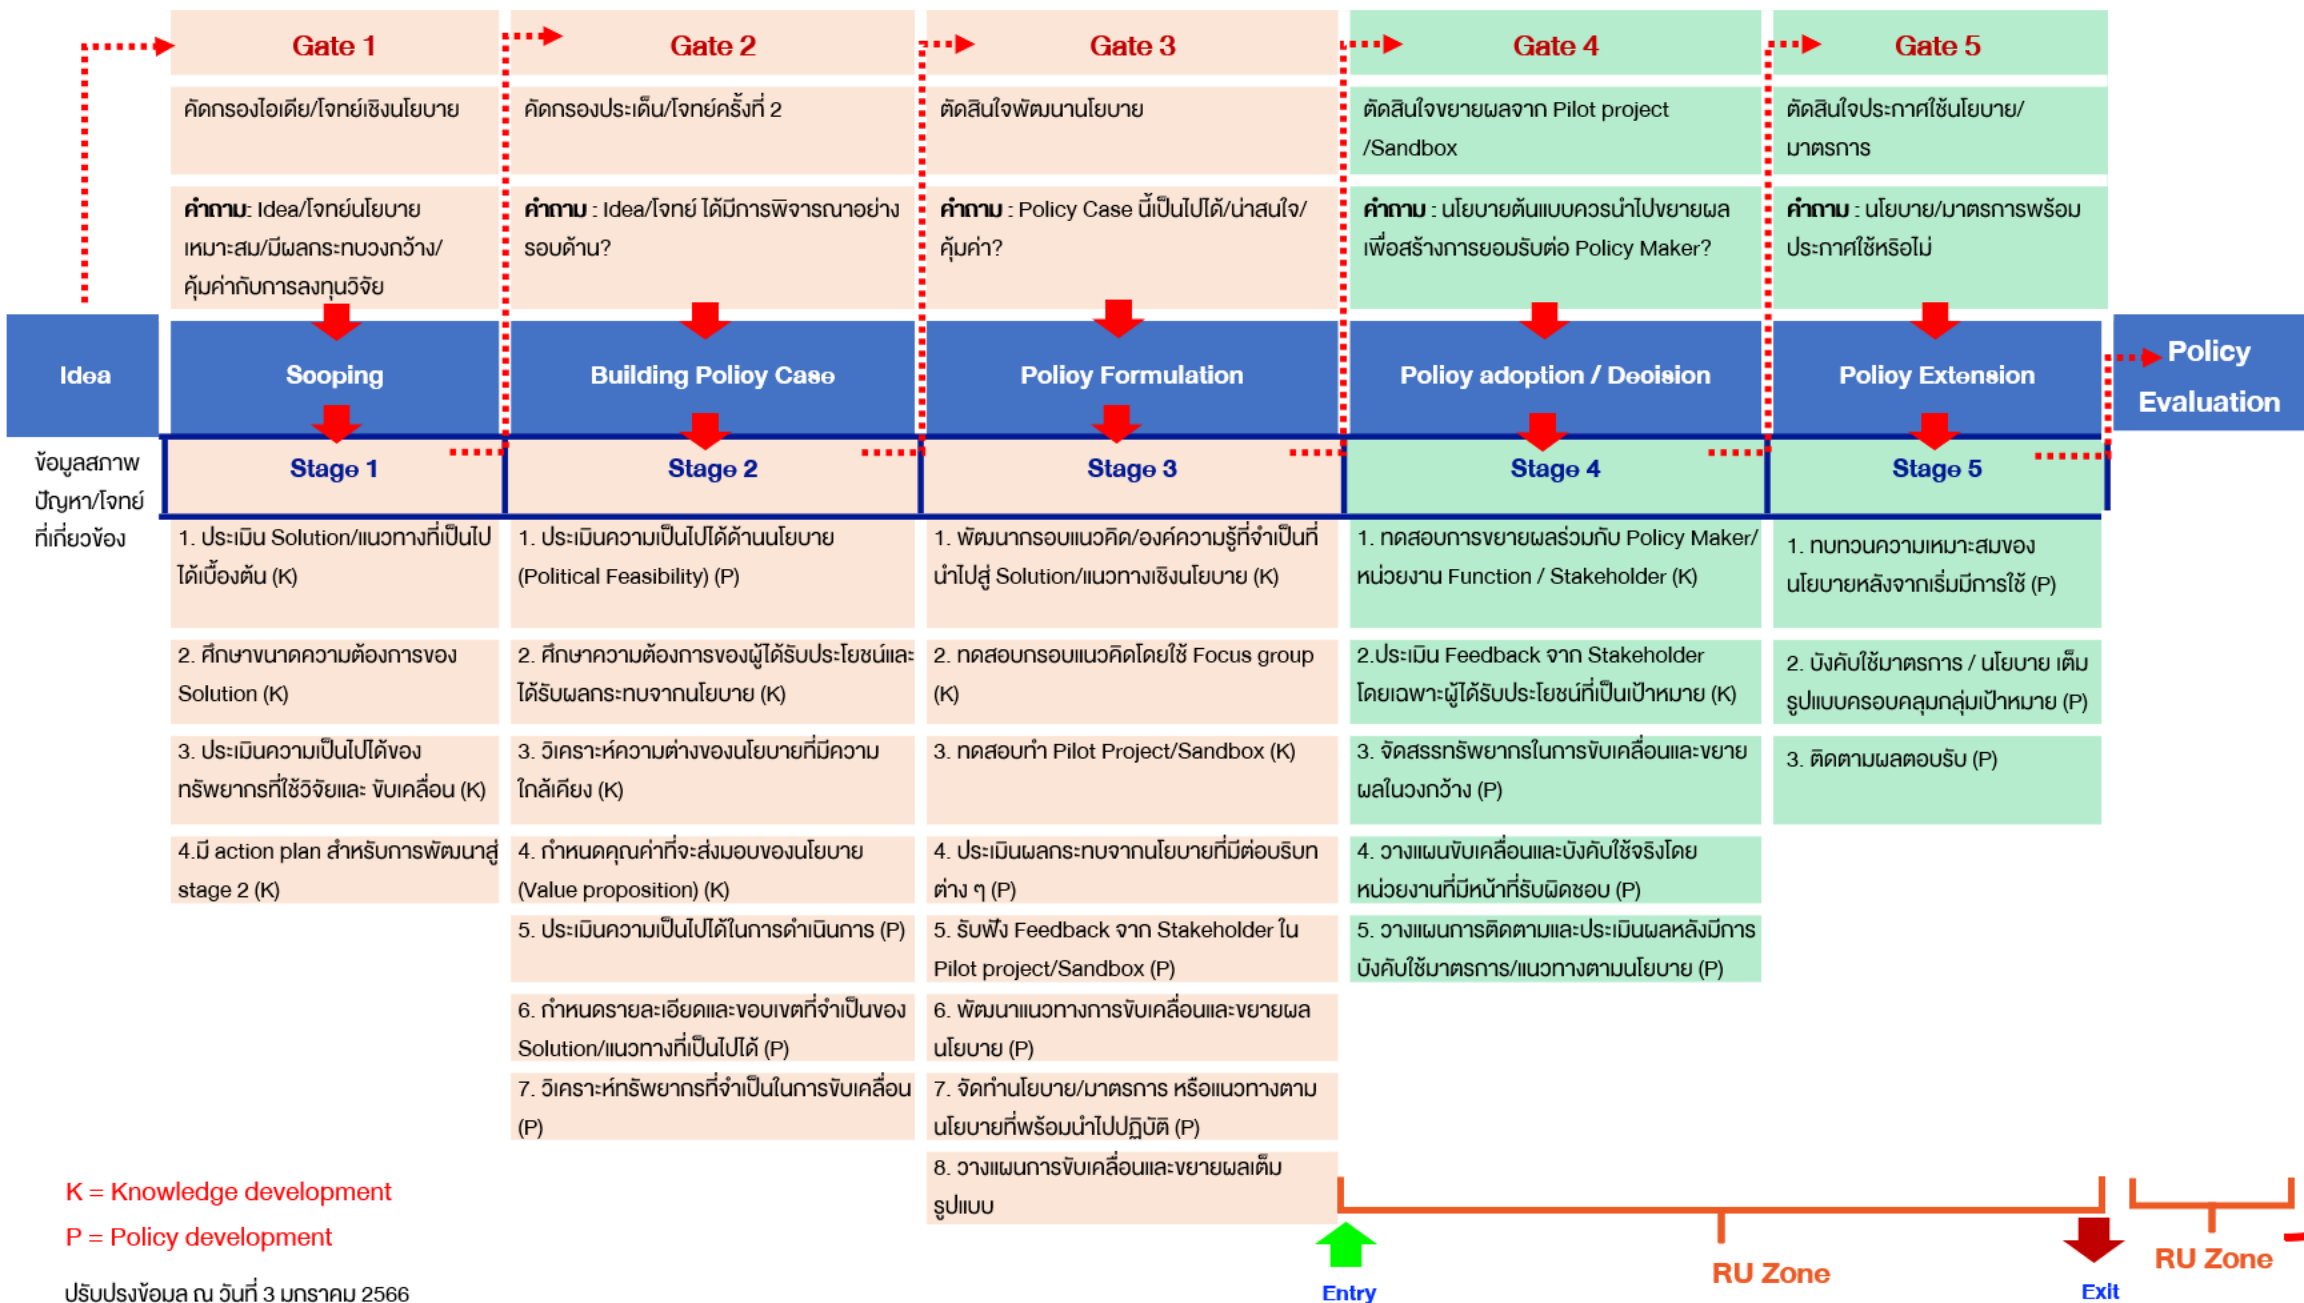 Gate 1
Gate 2
Gate 3
Gate 4
Gate 5
คัดกรองไอเดีย/โจทย์เชิงนโยบาย
คัดกรองประเด็น/โจทย์ครั้งที่ 2
ตัดสินใจพัฒนานโยบาย
ตัดสินใจขยายผลจาก Pilot project
/Sandbox
ตัดสินใจประกาศใช้นโยบาย/
มาตรการ
คำถาม: Idea/โจทย์นโยบาย
เหมาะสม/มีผลกระทบวงกว้าง/
คุ้มค่ากับการลงทุนวิจัย
คำถาม : Idea/โจทย์ ได้มีการพิจารณาอย่าง
รอบด้าน?
คำถาม : Policy Case นี้เป็นไปได้/น่าสนใจ/
คุ้มค่า?
คำถาม : นโยบายต้นแบบควรนำไปขยายผล
เพื่อสร้างการยอมรับต่อ Policy Maker?
คำถาม : นโยบาย/มาตรการพร้อม
ประกาศใช้หรือไม่
Idea
Scoping
Building Policy Case
Policy Formulation
Policy adoption / Decision
Policy Extension
Policy
Evaluation
ข้อมูลสภาพ
ปัญหา/โจทย์
ที่เกี่ยวข้อง
Stage 1
Stage 2
Stage 3
Stage 4
Stage 5
1. ประเมิน Solution/แนวทางที่เป็นไป
ได้เบื้องต้น (K)
2. ศึกษาขนาดความต้องการของ
Solution (K)
3. ประเมินความเป็นไปได้ของ
ทรัพยากรที่ใช้วิจัยและ ขับเคลื่อน (K)
4.มี action plan สำหรับการพัฒนาสู่
stage 2 (K)
1. ประเมินความเป็นไปได้ด้านนโยบาย
(Political Feasibility) (P)
2. ศึกษาความต้องการของผู้ได้รับประโยชน์และ
ได้รับผลกระทบจากนโยบาย (K)
3. วิเคราะห์ความต่างของนโยบายที่มีความ
ใกล้เคียง (K)
4. กำหนดคุณค่าที่จะส่งมอบของนโยบาย
(Value proposition) (K)
5. ประเมินความเป็นไปได้ในการดำเนินการ (P)
6. กำหนดรายละเอียดและขอบเขตที่จำเป็นของ
Solution/แนวทางที่เป็นไปได้ (P)
7. วิเคราะห์ทรัพยากรที่จำเป็นในการขับเคลื่อน
(P)
1. พัฒนากรอบแนวคิด/องค์ความรู้ที่จำเป็นที่
นำไปสู่ Solution/แนวทางเชิงนโยบาย (K)
2. ทดสอบกรอบแนวคิดโดยใช้ Focus group
(K)
3. ทดสอบทำ Pilot Project/Sandbox (K)
4. ประเมินผลกระทบจากนโยบายที่มีต่อบริบท
ต่าง ๆ (P)
5. รับฟัง Feedback จาก Stakeholder ใน
Pilot project/Sandbox (P)
6. พัฒนาแนวทางการขับเคลื่อนและขยายผล
นโยบาย (P)
7. จัดทำนโยบาย/มาตรการ หรือแนวทางตาม
นโยบายที่พร้อมนำไปปฏิบัติ (P)
8. วางแผนการขับเคลื่อนและขยายผลเต็ม
รูปแบบ
1. ทดสอบการขยายผลร่วมกับ Policy Maker/
หน่วยงาน Function / Stakeholder (K)
2.ประเมิน Feedback จาก Stakeholder
โดยเฉพาะผู้ได้รับประโยชน์ที่เป็นเป้าหมาย (K)
3. จัดสรรทรัพยากรในการขับเคลื่อนและขยาย
ผลในวงกว้าง (P)
4. วางแผนขับเคลื่อนและบังคับใช้จริงโดย
หน่วยงานที่มีหน้าที่รับผิดชอบ (P)
5. วางแผนการติดตามและประเมินผลหลังมีการ
บังคับใช้มาตรการ/แนวทางตามนโยบาย (P)
1. ทบทวนความเหมาะสมของ
นโยบายหลังจากเริ่มมีการใช้ (P)
2. บังคับใช้มาตรการ / นโยบาย เต็ม
รูปแบบครอบคลุมกลุ่มเป้าหมาย (P)
3. ติดตามผลตอบรับ (P)
K = Knowledge development
P = Policy development
ปรับปรุงข้อมูล ณ วันที่ 3 มกราคม 2566
Entry
RU Zone
Exit
RU Zone